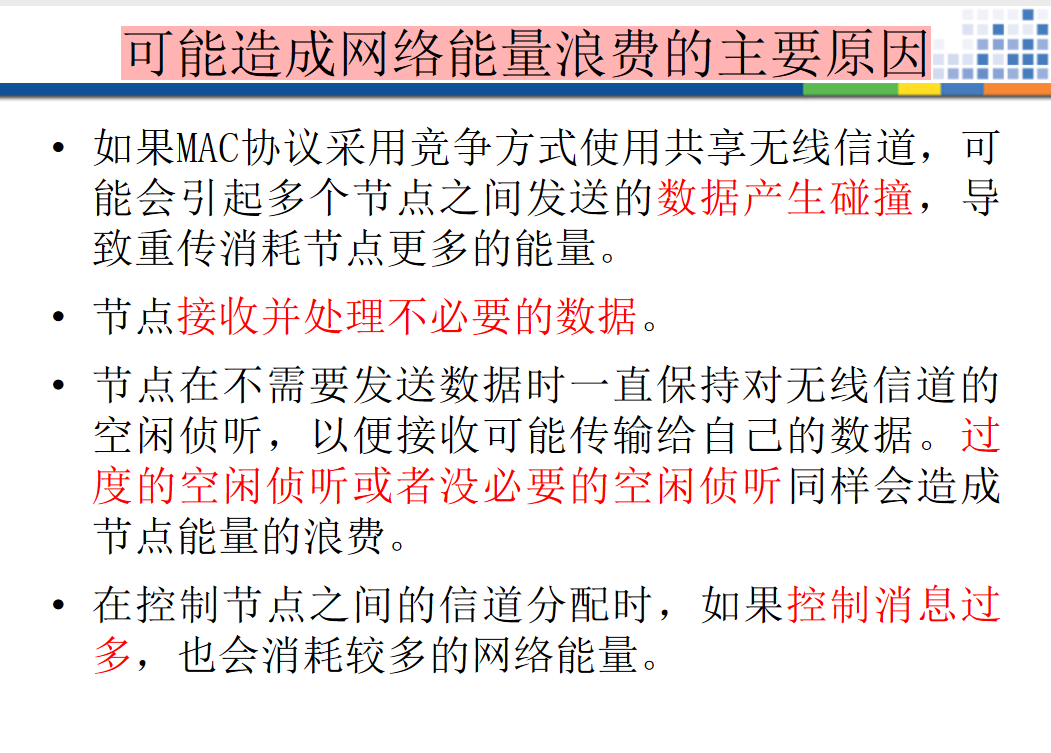 可能造成网络能量浪费的主要原因
• 如果MAC协议采用竞争方式使用共享无线信道，可
能会引起多个节点之间发送的数据产生碰撞，导
致重传消耗节点更多的能量。
• 节点接收并处理不必要的数据。
• 节点在不需要发送数据时一直保持对无线信道的
空闲侦听，以便接收可能传输给自己的数据。过
度的空闲侦听或者没必要的空闲侦听同样会造成
节点能量的浪费。
• 在控制节点之间的信道分配时，如果控制消息过
多，也会消耗较多的网络能量。